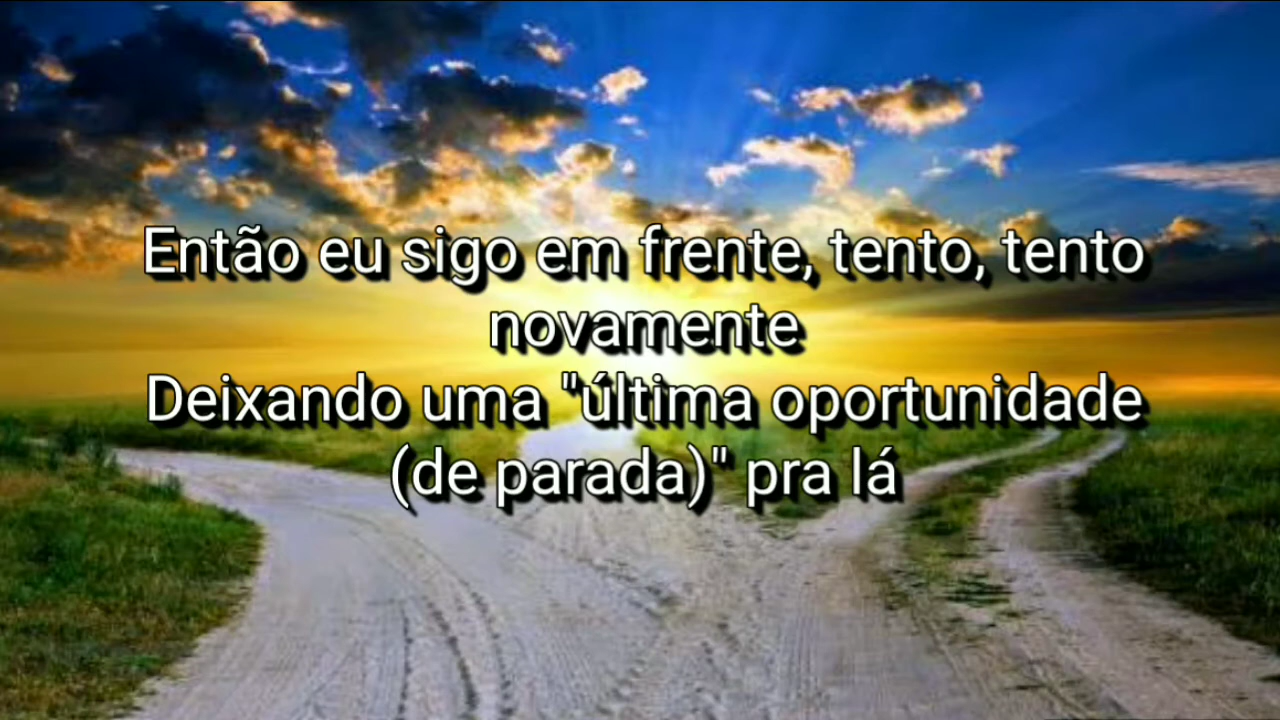 Então eu sigo em frente, tento, tento
novamente
Deixando uma "última oportunidade
(de parada)" pra lá